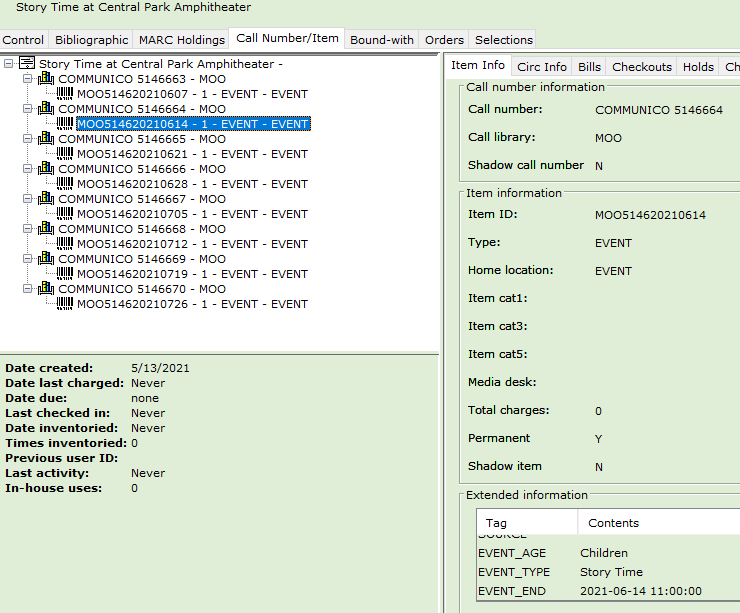 Story Time at Central Park Amphitheater
Control Bibliographic MARC Holdings Call Number/Item Bound-with Orders Selections
Story Time at Central Park Amphitheater -
COMMUNICO 5146663 - MOO
MOO514620210607 - 1 - EVENT - EVENT
COMMUNICO 5146664 - MOO
MOO514620210614 - 1 - EVENT - EVENT
COMMUNICO 5146665 - MOO
MOO514620210621 - 1 - EVENT - EVENT
COMMUNICO 5146666 - MOO
MOO514620210628 - 1 - EVENT - EVENT
COMMUNICO 5146667 - MOO
MOO514620210705 - 1 - EVENT - EVENT
COMMUNICO 5146668 - MOO
MOO514620210712 - 1 - EVENT - EVENT
COMMUNICO 5146669 - MOO
MOO514620210719 - 1 - EVENT - EVENT
COMMUNICO 5146670 - MOO
MOO514620210726 - 1 - EVENT - EVENT
Date created: 5/13/2021
Date last charged: Never
Date due: none
Last checked in: Never
Date inventoried: Never
Times inventoried: 0
Previous user ID:
Last activity: Never
In-house uses: 0
Item Info Circ Info Bills Checkouts Holds Ch
Call number information
Call number: COMMUNICO 5146664
Call library: MOO
Shadow call number N
Item information
Item ID: MOO514620210614
Type: EVENT
Home location: EVENT
Item cat1:
Item cat3:
Item cat5:
Media desk:
Total charges: 0
Permanent Y
Shadow item N
Extended information
Tag Contents
SOURCE
EVENT_AGE Children
EVENT_TYPE Story Time
EVENT_END 2021-06-14 11:00:00